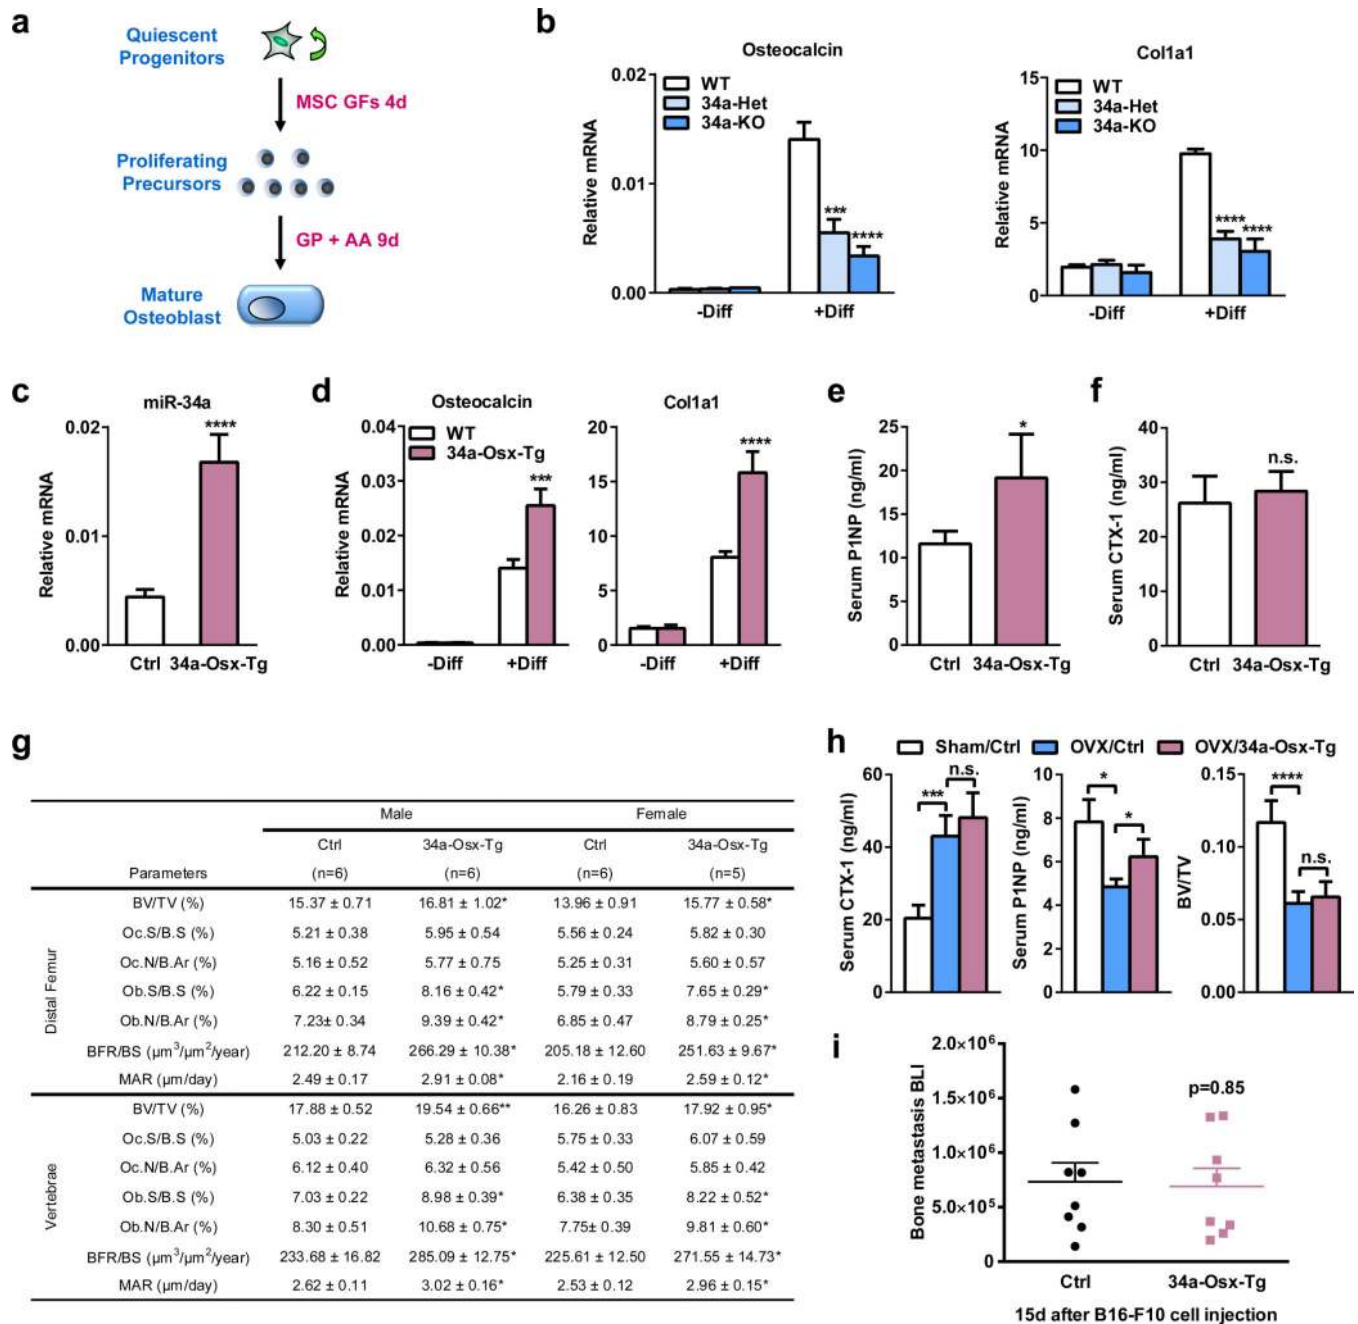 a
Quiescent
Progenitors
MSC GFs 4d
Proliferating
Precursors
GP + AA 9d
Mature
Osteoblast
b
Osteocalcin
WT
34a-Het
34a-KO
Relative mRNA
0.02
0.01
0.00
***
****
-Diff
+Diff
Col1a1
WT
34a-Het
34a-KO
Relative mRNA
15
10
5
0
****
****
-Diff
+Diff
c
miR-34a
Relative mRNA
0.02
0.01
0.00
****
Ctrl 34a-Osx-Tg
d
Osteocalcin
WT
34a-Osx-Tg
Relative mRNA
0.04
0.03
0.02
0.01
0.00
***
-Diff
+Diff
Col1a1
20
15
10
5
0
****
-Diff
+Diff
e
Serum P1NP (ng/ml)
25
20
15
10
5
0
*
Ctrl 34a-Osx-Tg
f
Serum CTX-1 (ng/ml)
40
30
20
10
0
n.s.
Ctrl 34a-Osx-Tg
g
Male Female
Ctrl 34a-Osx-Tg Ctrl 34a-Osx-Tg
Parameters (n=6) (n=6) (n=6) (n=5)
Distal Femur
BV/TV (%) 15.37 ± 0.71 16.81 ± 1.02* 13.96 ± 0.91 15.77 ± 0.58*
Oc.S/B.S (%) 5.21 ± 0.38 5.95 ± 0.54 5.56 ± 0.24 5.82 ± 0.30
Oc.N/B.Ar (%) 5.16 ± 0.52 5.77 ± 0.75 5.25 ± 0.31 5.60 ± 0.57
Ob.S/B.S (%) 6.22 ± 0.15 8.16 ± 0.42* 5.79 ± 0.33 7.65 ± 0.29*
Ob.N/B.Ar (%) 7.23± 0.34 9.39 ± 0.42* 6.85 ± 0.47 8.79 ± 0.25*
BFR/BS (µm³/µm²/year) 212.20 ± 8.74 266.29 ± 10.38* 205.18 ± 12.60 251.63 ± 9.67*
MAR (µm/day) 2.49 ± 0.17 2.91 ± 0.08* 2.16 ± 0.19 2.59 ± 0.12*
Vertebrae
BV/TV (%) 17.88 ± 0.52 19.54 ± 0.66** 16.26 ± 0.83 17.92 ± 0.95*
Oc.S/B.S (%) 5.03 ± 0.22 5.28 ± 0.36 5.75 ± 0.33 6.07 ± 0.59
Oc.N/B.Ar (%) 6.12 ± 0.40 6.32 ± 0.56 5.42 ± 0.50 5.85 ± 0.42
Ob.S/B.S (%) 7.03 ± 0.22 8.98 ± 0.39* 6.38 ± 0.35 8.22 ± 0.52*
Ob.N/B.Ar (%) 8.30 ± 0.51 10.68 ± 0.75* 7.75± 0.39 9.81 ± 0.60*
BFR/BS (µm³/µm²/year) 233.68 ± 16.82 285.09 ± 12.75* 225.61 ± 12.50 271.55 ± 14.73*
MAR (µm/day) 2.62 ± 0.11 3.02 ± 0.16* 2.53 ± 0.12 2.96 ± 0.15*
h
Sham/Ctrl OVX/Ctrl OVX/34a-Osx-Tg
Serum CTX-1 (ng/ml)
60
40
20
0
***
n.s.
Serum P1NP (ng/ml)
10
8
6
4
2
0
*
*
BV/TV
0.15
0.10
0.05
0.00
****
n.s.
i
Bone metastasis BLI
2.0×10⁶
1.5×10⁶
1.0×10⁶
5.0×10⁵
0
p=0.85
Ctrl 34a-Osx-Tg
15d after B16-F10 cell injection